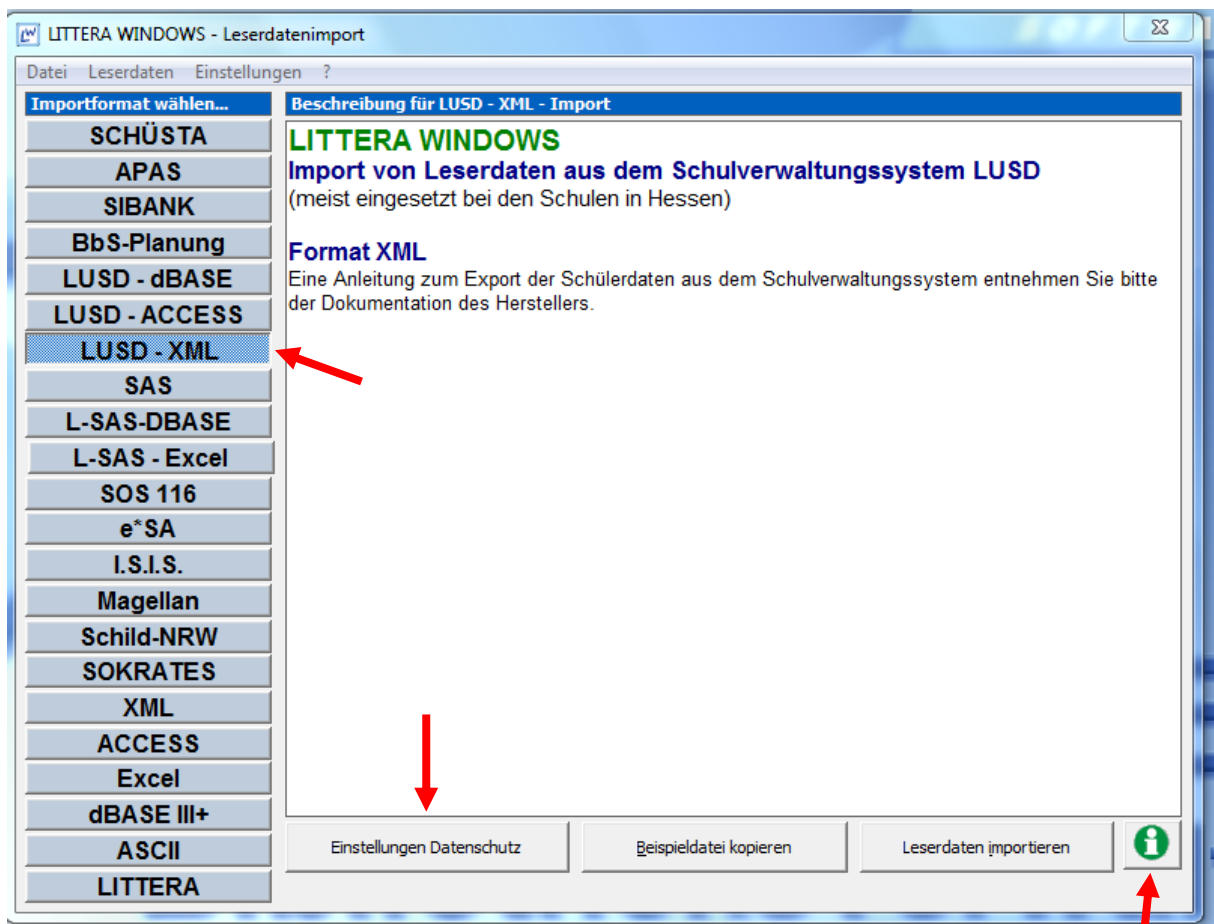 LITTERA WINDOWS - Leserdatenimport
Datei Leserdaten Einstellungen ?
Importformat wählen...
SCHÜSTA
APAS
SIBANK
BbS-Planung
LUSD - dBASE
LUSD - ACCESS
LUSD - XML
SAS
L-SAS-DBASE
L-SAS - Excel
SOS 116
e*SA
I.S.I.S.
Magellan
Schild-NRW
SOKRATES
XML
ACCESS
Excel
dBASE III+
ASCII
LITTERA
Beschreibung für LUSD - XML - Import
LITTERA WINDOWS
Import von Leserdaten aus dem Schulverwaltungssystem LUSD
(meist eingesetzt bei den Schulen in Hessen)
Format XML
Eine Anleitung zum Export der Schülerdaten aus dem Schulverwaltungssystem entnehmen Sie bitte
der Dokumentation des Herstellers.
Einstellungen Datenschutz
Beispieldatei kopieren
Leserdaten importieren